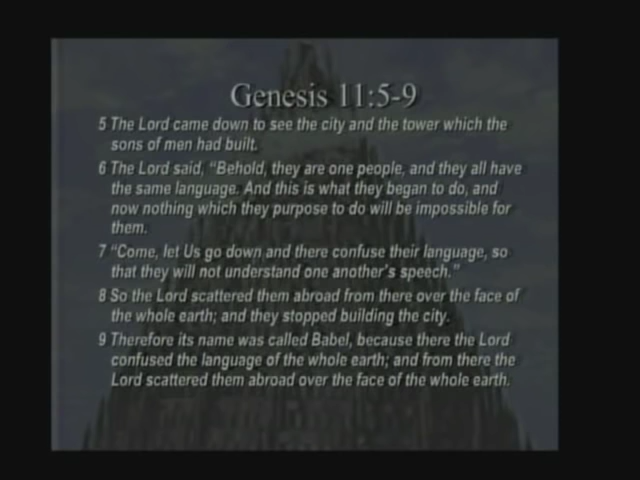 Genesis 11:5-9
5 The Lord came down to see the city and the tower which the
sons of men had built.
6 The Lord said, “Behold, they are one people, and they all have
the same language. And this is what they began to do, and
now nothing which they purpose to do will be impossible for
them.
7 “Come, let Us go down and there confuse their language, so
that they will not understand one another’s speech.”
8 So the Lord scattered them abroad from there over the face of
the whole earth; and they stopped building the city.
9 Therefore its name was called Babel, because there the Lord
confused the language of the whole earth; and from there the
Lord scattered them abroad over the face of the whole earth.